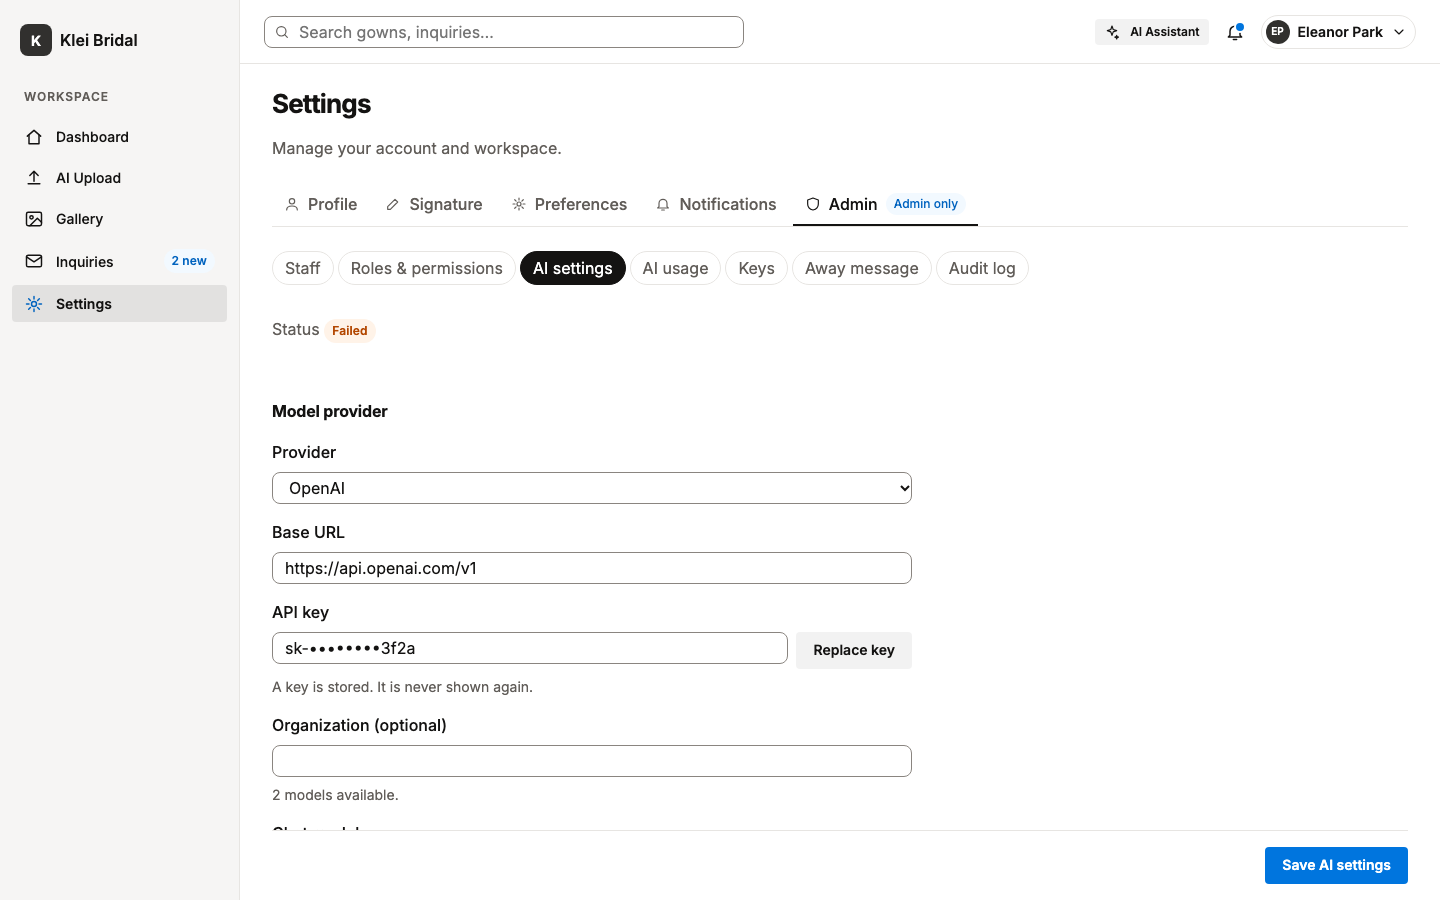 K Klei Bridal
Search gowns, inquiries...
AI Assistant
EP Eleanor Park
WORKSPACE
Dashboard
AI Upload
Gallery
Inquiries 2 new
Settings
Settings
Manage your account and workspace.
Profile Signature Preferences Notifications Admin Admin only
Staff Roles & permissions AI settings AI usage Keys Away message Audit log
Status Failed
Model provider
Provider
OpenAI
Base URL
https://api.openai.com/v1
API key
sk-••••••••3f2a Replace key
A key is stored. It is never shown again.
Organization (optional)
2 models available.
Save AI settings